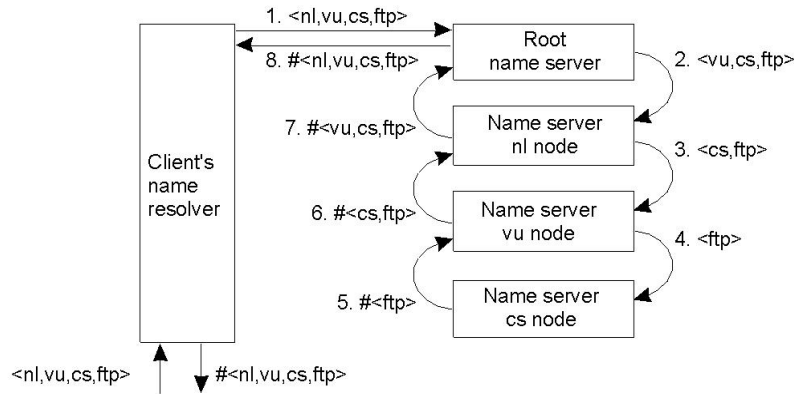 1. <nl,vu,cs,ftp>
8. #<nl,vu,cs,ftp>
Root
name server
2. <vu,cs,ftp>
7. #<vu,cs,ftp>
Name server
nl node
3. <cs,ftp>
Client's
name
resolver
6. #<cs,ftp>
Name server
vu node
4. <ftp>
5. #<ftp>
Name server
cs node
<nl,vu,cs,ftp>
#<nl,vu,cs,ftp>